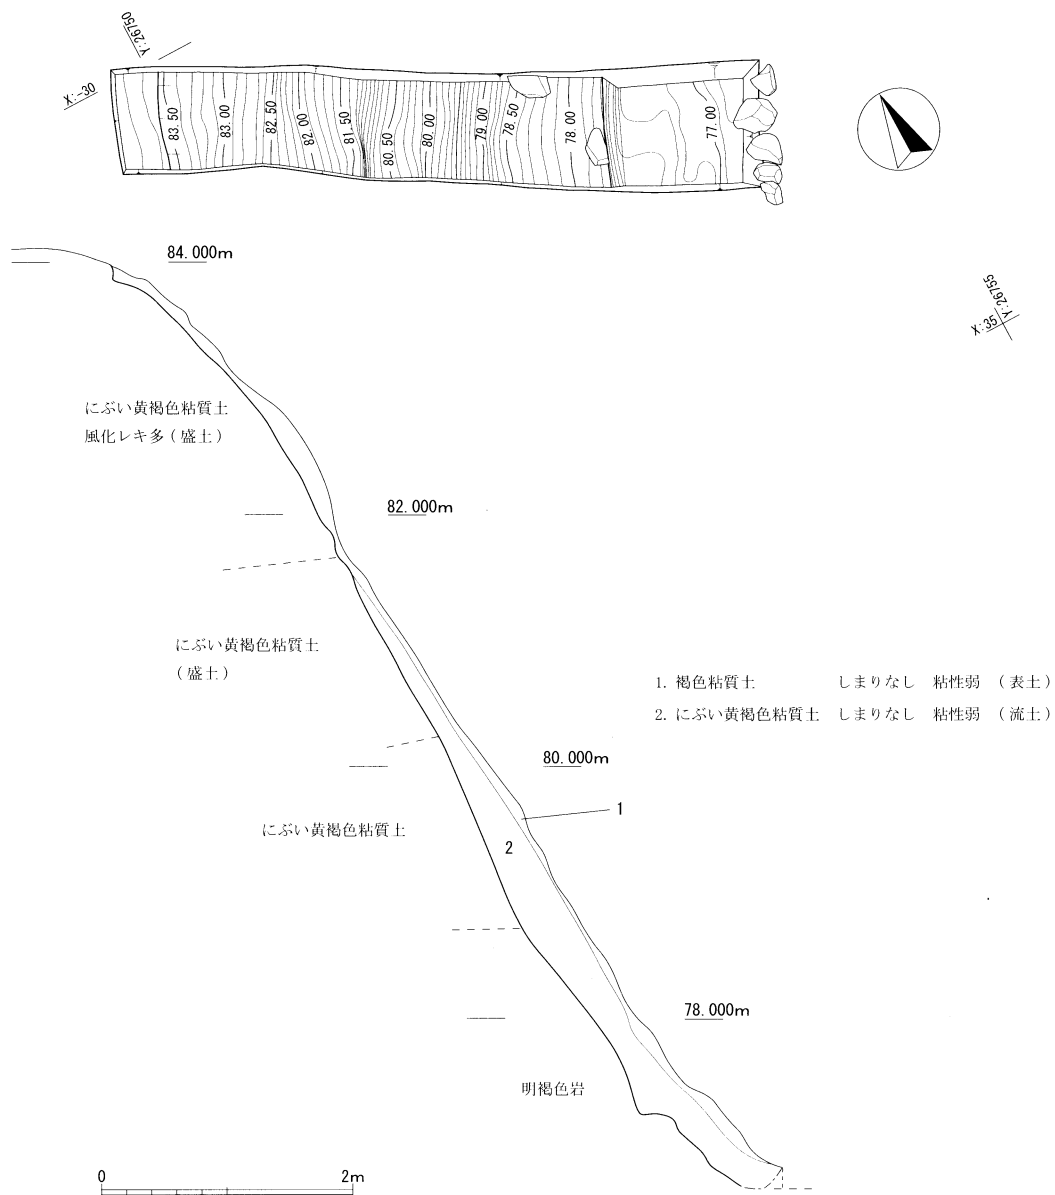 Y:26750
X:-30
83.50
83.00
82.50
82.00
81.50
80.50
80.00
79.00
78.50
78.00
77.00
84.000m
Y:26755
X:35
にぶい黄褐色粘質土
風化レキ多（盛土）
82.000m
にぶい黄褐色粘質土
（盛土）
1. 褐色粘質土 しまりなし 粘性弱 （表土）
2. にぶい黄褐色粘質土 しまりなし 粘性弱 （流土）
80.000m
1
にぶい黄褐色粘質土
2
78.000m
明褐色岩
0 2m